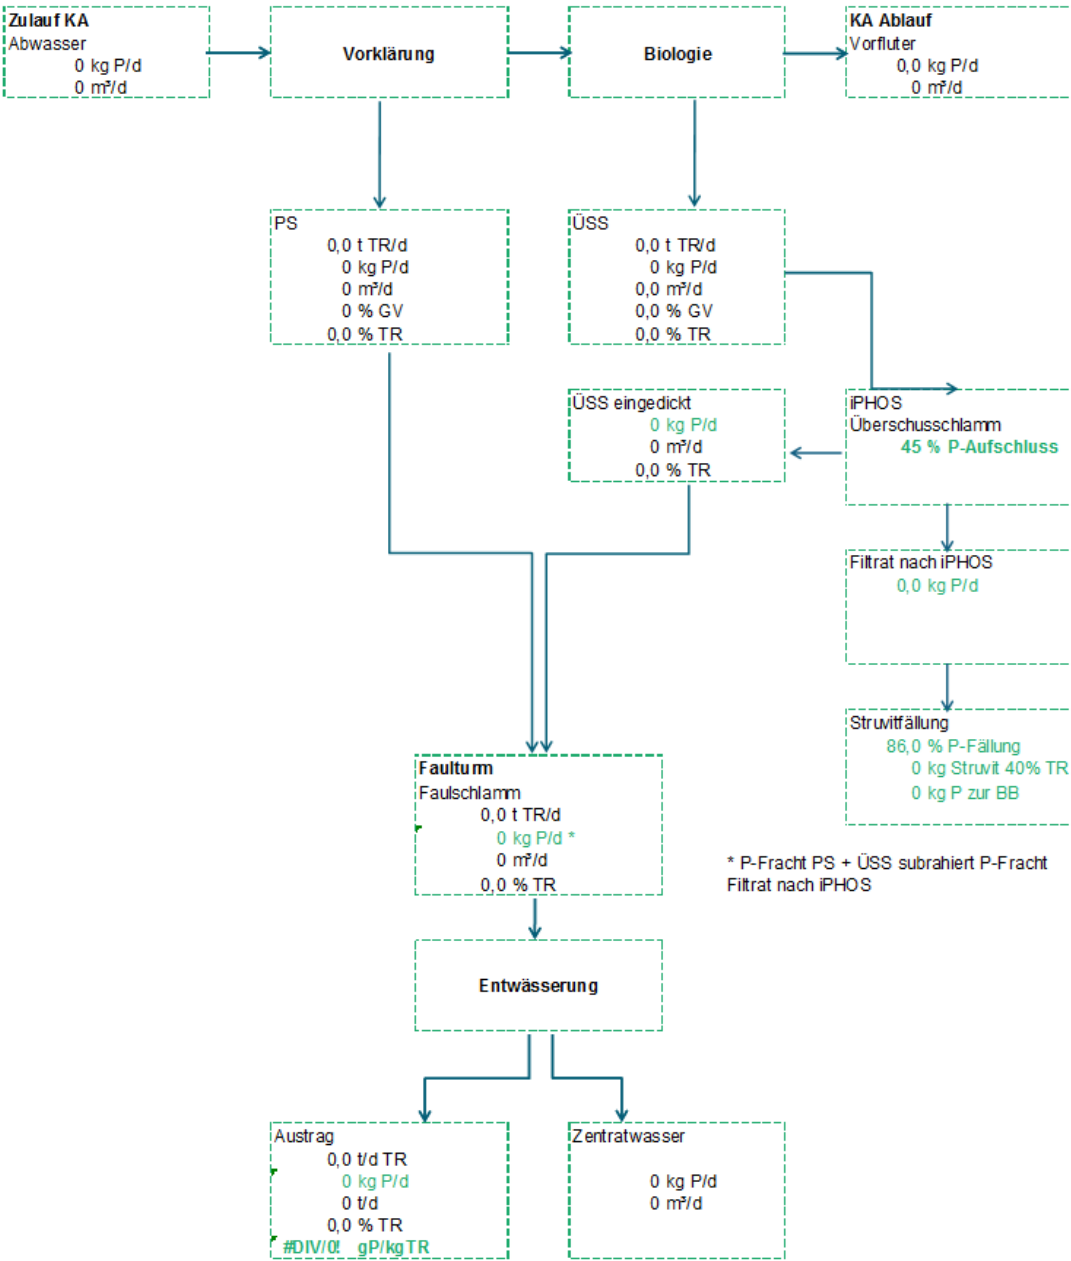 Zulauf KA
Abwasser
0 kg P/d
0 m³/d
Vorklärung
Biologie
KA Ablauf
Vorfluter
0,0 kg P/d
0 m³/d
PS
0,0 t TR/d
0 kg P/d
0 m³/d
0 % GV
0,0 % TR
ÜSS
0,0 t TR/d
0 kg P/d
0,0 m³/d
0,0 % GV
0,0 % TR
ÜSS eingedickt
0 kg P/d
0 m³/d
0,0 % TR
iPHOS
Überschusschlamm
45 % P-Aufschluss
Filtrat nach iPHOS
0,0 kg P/d
Struvitfällung
86,0 % P-Fällung
0 kg Struvit 40% TR
0 kg P zur BB
Faulturm
Faulschlamm
0,0 t TR/d
0 kg P/d *
0 m³/d
0,0 % TR
* P-Fracht PS + ÜSS subrahiert P-Fracht
Filtrat nach iPHOS
Entwässerung
Austrag
0,0 t/d TR
0 kg P/d
0 t/d
0,0 % TR
#DIV/0! gP/kgTR
Zentratwasser
0 kg P/d
0 m³/d